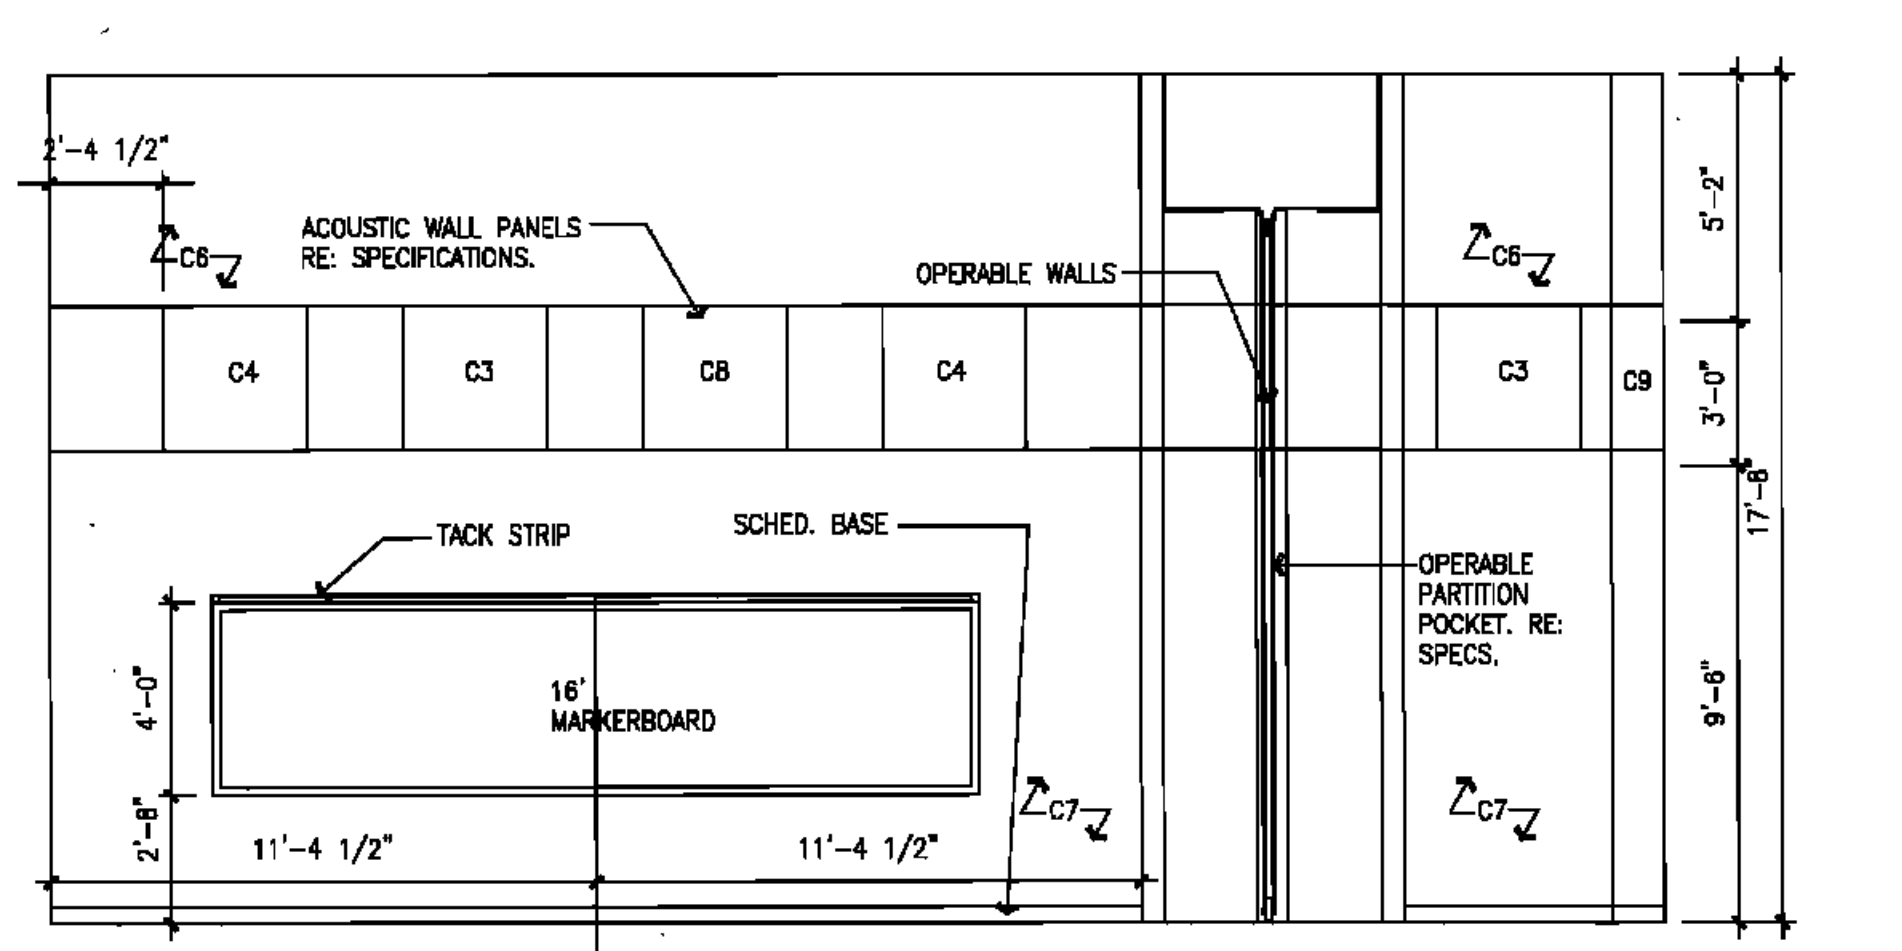 2'-4 1/2"
ACOUSTIC WALL PANELS
RE: SPECIFICATIONS.
C6
OPERABLE WALLS
C6
5'-2"
C4
C3
C8
C4
C3
C9
3'-0"
17'-8"
TACK STRIP
SCHED. BASE
OPERABLE
PARTITION
POCKET. RE:
SPECS.
4'-0"
16'
MARKERBOARD
9'-6"
C7
C7
2'-8"
11'-4 1/2"
11'-4 1/2"